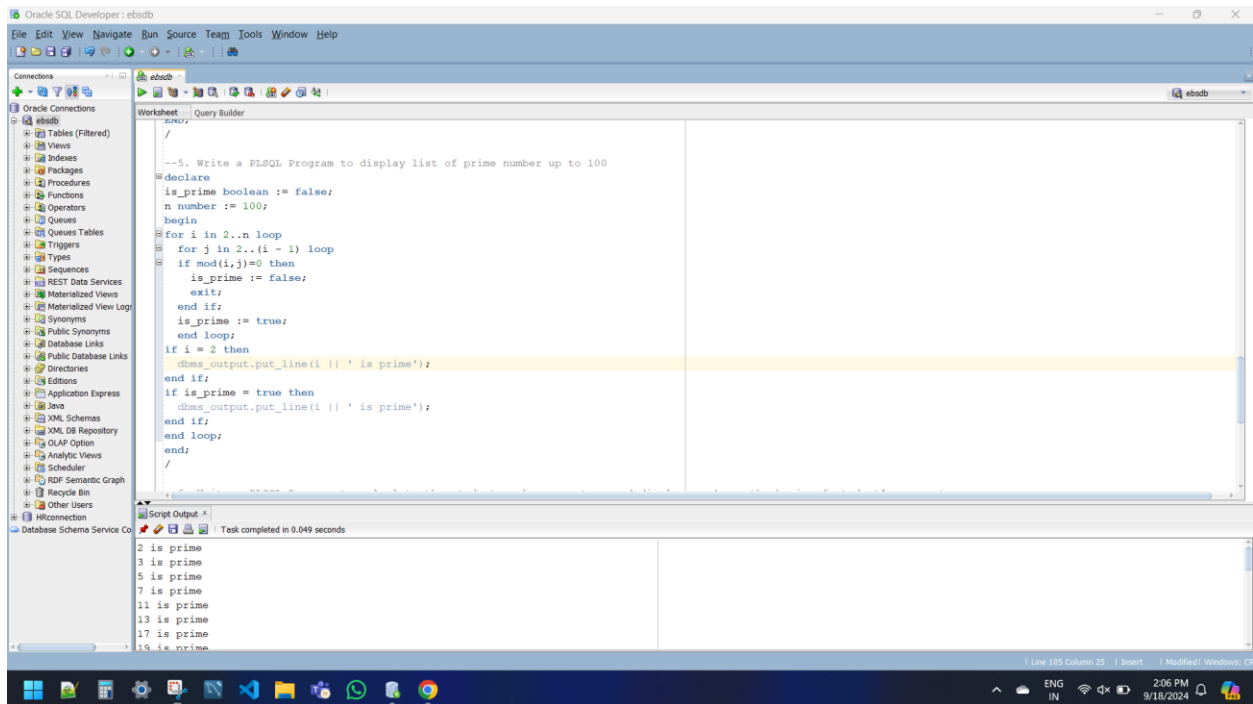 Oracle SQL Developer : ebsdb
File Edit View Navigate Run Source Team Tools Window Help
Connections
ebsdb
ebsdb
Oracle Connections
ebsdb
Tables (Filtered)
Views
Indexes
Packages
Procedures
Functions
Operators
Queues
Queues Tables
Triggers
Types
Sequences
REST Data Services
Materialized Views
Materialized View Logs
Synonyms
Public Synonyms
Database Links
Public Database Links
Directories
Editions
Application Express
Java
XML Schemas
XML DB Repository
OLAP Option
Analytic Views
Scheduler
RDF Semantic Graph
Recycle Bin
Other Users
HRconnection
Database Schema Service Co
Worksheet Query Builder
END;
/
--5. Write a PLSQL Program to display list of prime number up to 100
declare
is_prime boolean := false;
n number := 100;
begin
for i in 2..n loop
for j in 2..(i - 1) loop
if mod(i,j)=0 then
is_prime := false;
exit;
end if;
is_prime := true;
end loop;
if i = 2 then
dbms_output.put_line(i || ' is prime');
end if;
if is_prime = true then
dbms_output.put_line(i || ' is prime');
end if;
end loop;
end;
/
Script Output
Task completed in 0.049 seconds
2 is prime
3 is prime
5 is prime
7 is prime
11 is prime
13 is prime
17 is prime
19 is prime
Line 105 Column 25 Insert Modified Windows: CR
ENG
IN
2:06 PM
9/18/2024